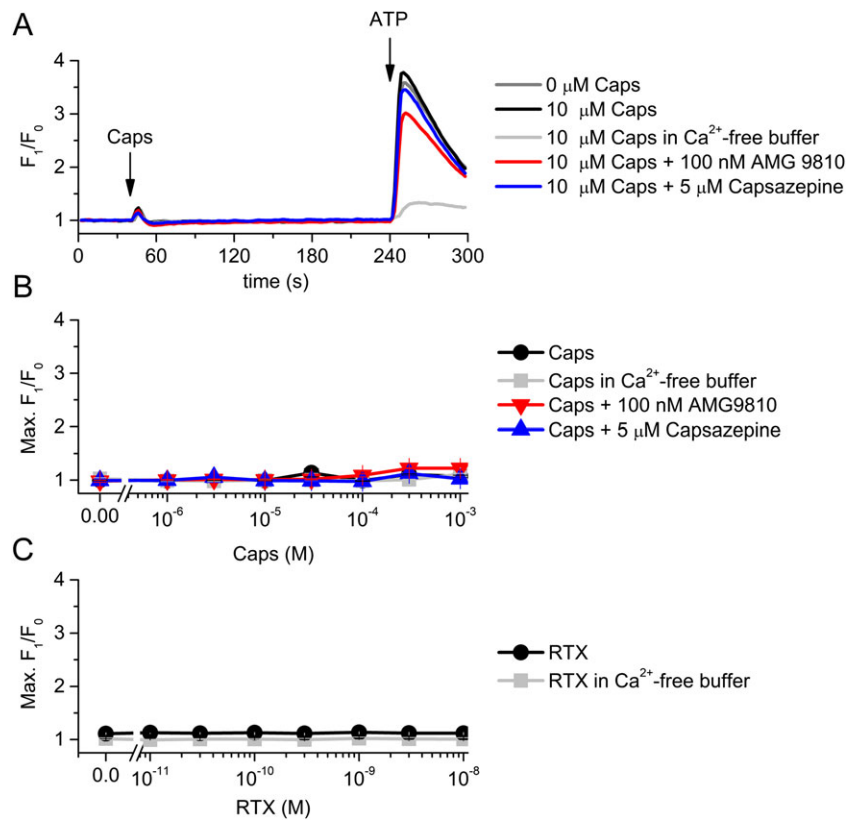 A
ATP
Caps
F₁/F₀
4
3
2
1
0
60
120
180
240
300
time (s)
0 μM Caps
10 μM Caps
10 μM Caps in Ca²⁺-free buffer
10 μM Caps + 100 nM AMG 9810
10 μM Caps + 5 μM Capsazepine
B
Max. F₁/F₀
4
3
2
1
0.00
10⁻⁶
10⁻⁵
10⁻⁴
10⁻³
Caps (M)
Caps
Caps in Ca²⁺-free buffer
Caps + 100 nM AMG9810
Caps + 5 μM Capsazepine
C
Max. F₁/F₀
4
3
2
1
0.0
10⁻¹¹
10⁻¹⁰
10⁻⁹
10⁻⁸
RTX (M)
RTX
RTX in Ca²⁺-free buffer